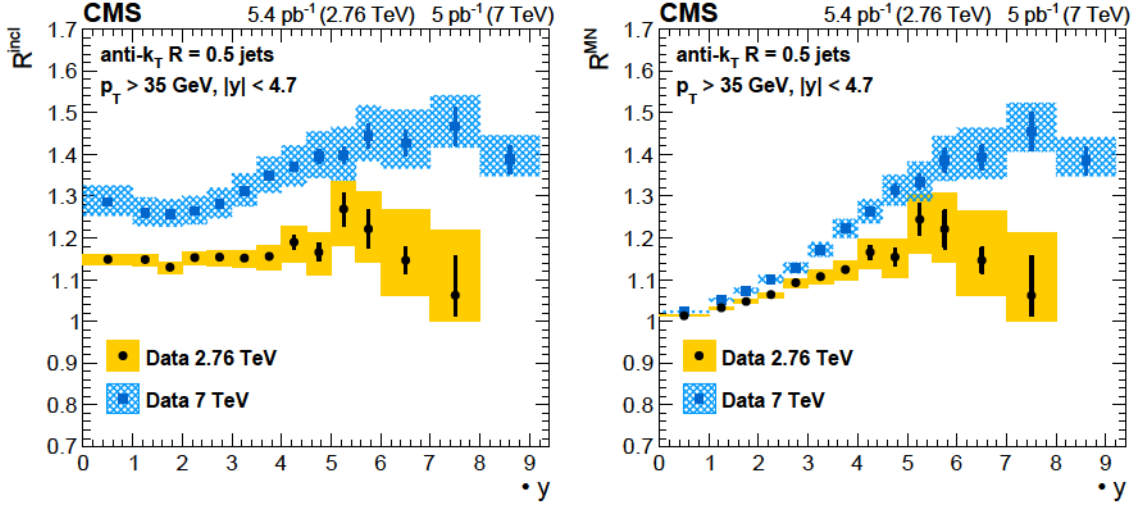 CMS 5.4 pb⁻¹ (2.76 TeV) 5 pb⁻¹ (7 TeV)
R^incl
anti-k_T R = 0.5 jets
p_T > 35 GeV, |y| < 4.7
1.7
1.6
1.5
1.4
1.3
1.2
1.1
1
0.9
0.8
0.7
Data 2.76 TeV
Data 7 TeV
0 1 2 3 4 5 6 7 8 9
• y
CMS 5.4 pb⁻¹ (2.76 TeV) 5 pb⁻¹ (7 TeV)
R^MN
anti-k_T R = 0.5 jets
p_T > 35 GeV, |y| < 4.7
1.7
1.6
1.5
1.4
1.3
1.2
1.1
1
0.9
0.8
0.7
Data 2.76 TeV
Data 7 TeV
0 1 2 3 4 5 6 7 8 9
• y